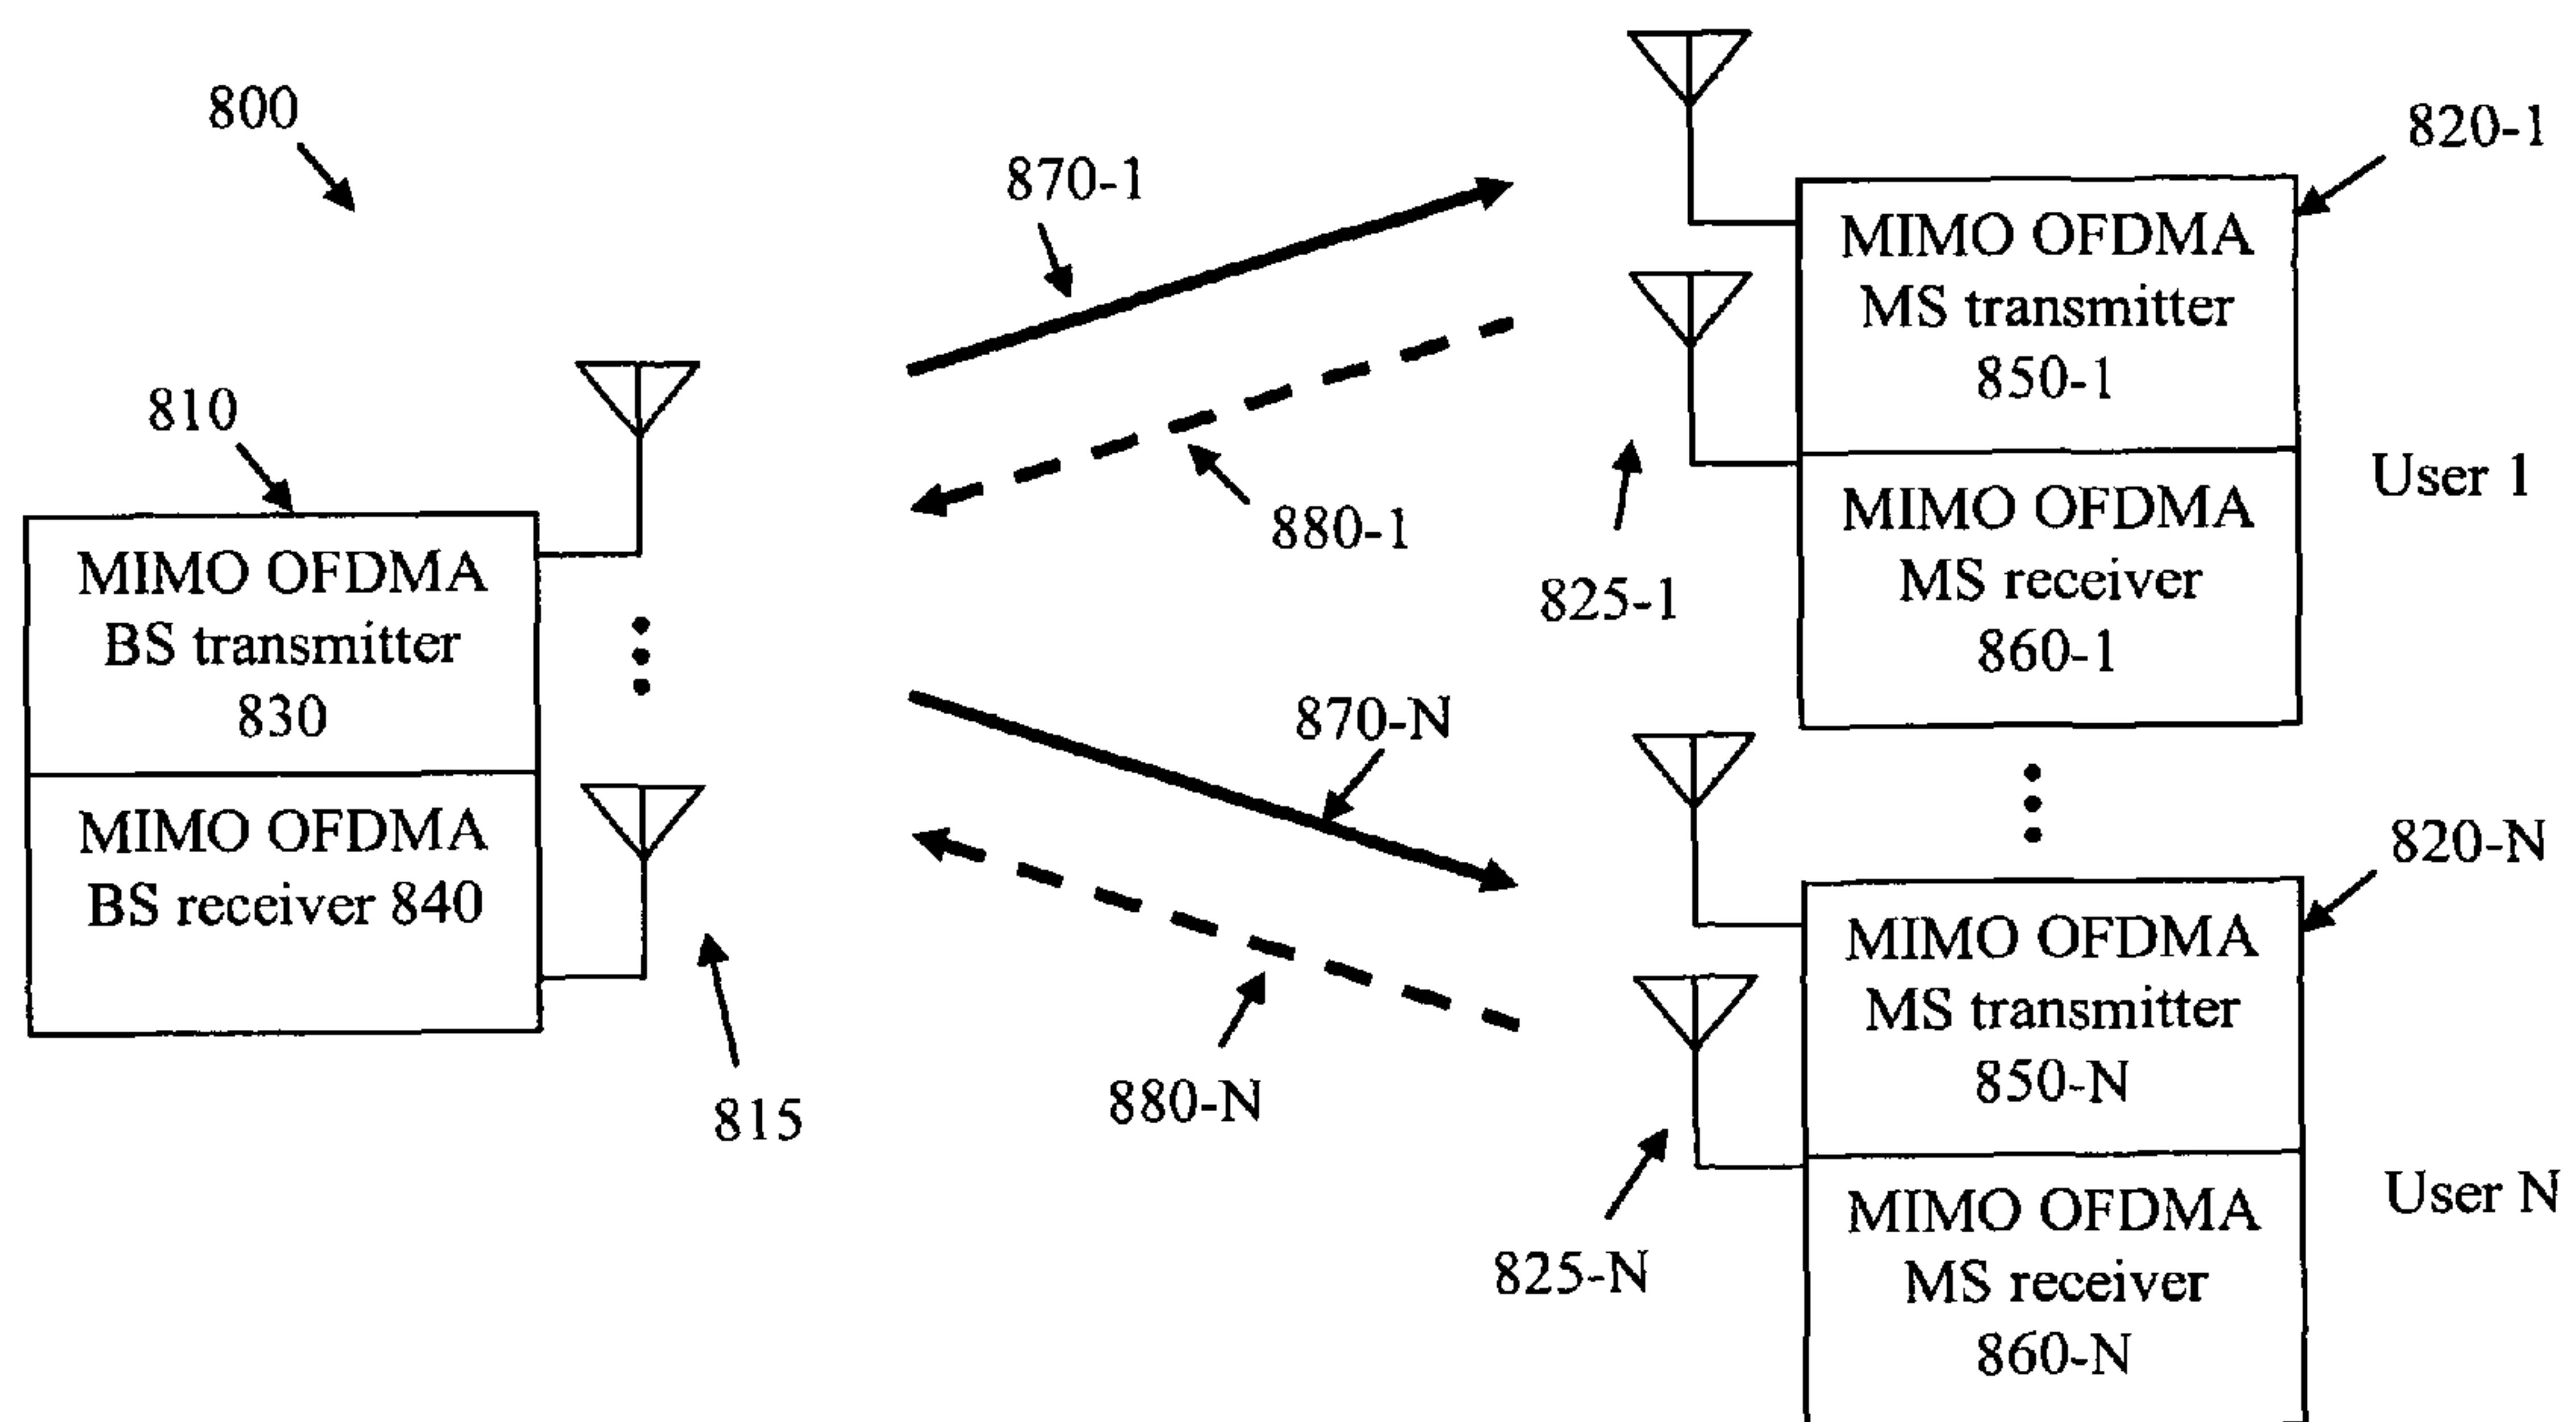 800
870-1
820-1
MIMO OFDMA
MS transmitter
850-1
810
880-1
User 1
MIMO OFDMA
MS receiver
860-1
825-1
MIMO OFDMA
BS transmitter
830
870-N
MIMO OFDMA
BS receiver 840
820-N
MIMO OFDMA
MS transmitter
850-N
815
880-N
User N
825-N
MIMO OFDMA
MS receiver
860-N